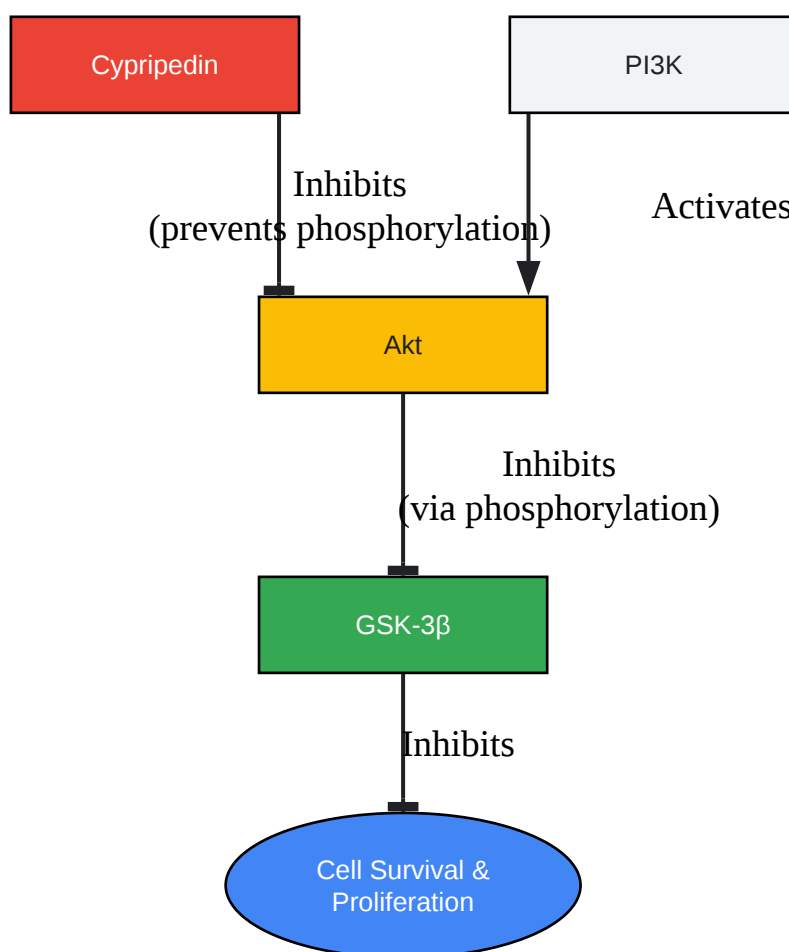 Cypripedin
PI3K
Inhibits
(prevents phosphorylation)
Activates
Akt
Inhibits
(via phosphorylation)
GSK-3β
Inhibits
Cell Survival &
Proliferation